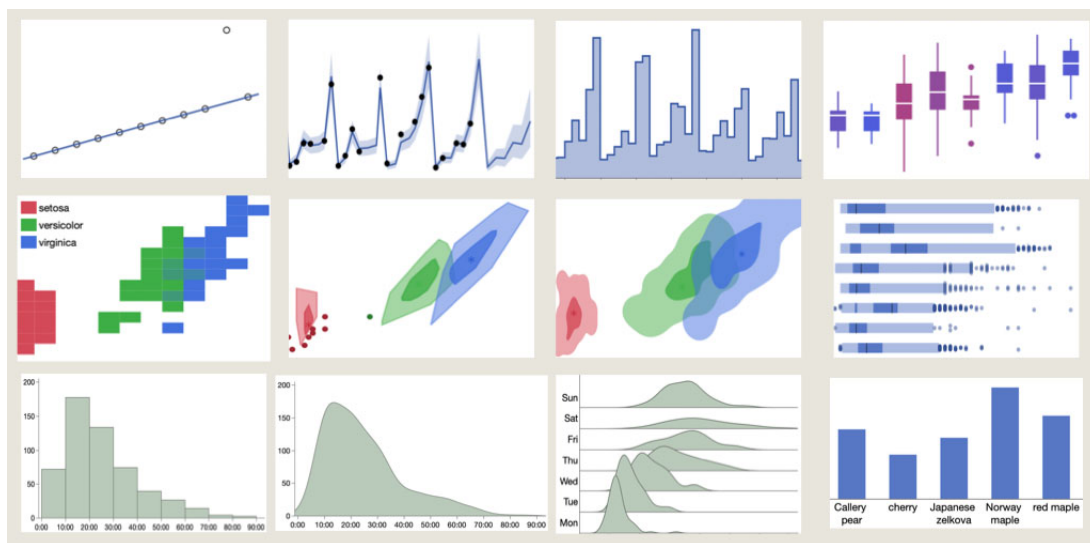 setosa
versicolor
virginica
200
150
100
50
0
0:00 10:00 20:00 30:00 40:00 50:00 60:00 70:00 80:00 90:00
200
150
100
50
0
0:00 10:00 20:00 30:00 40:00 50:00 60:00 70:00 80:00 90:00
Sun
Sat
Fri
Thu
Wed
Tue
Mon
Callery cherry Japanese Norway red maple
pear zelkova maple